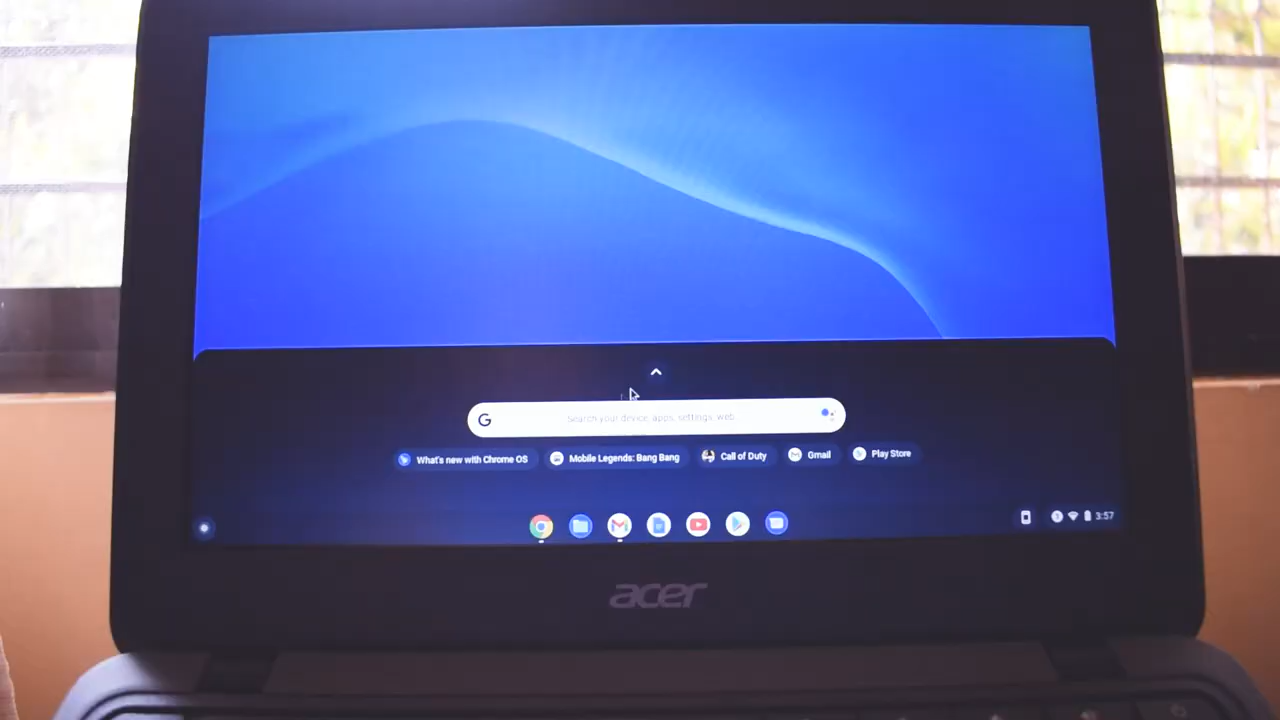 G Search your device, apps, settings, web
What's new with Chrome OS Mobile Legends: Bang Bang Call of Duty Gmail Play Store
3:57
acer